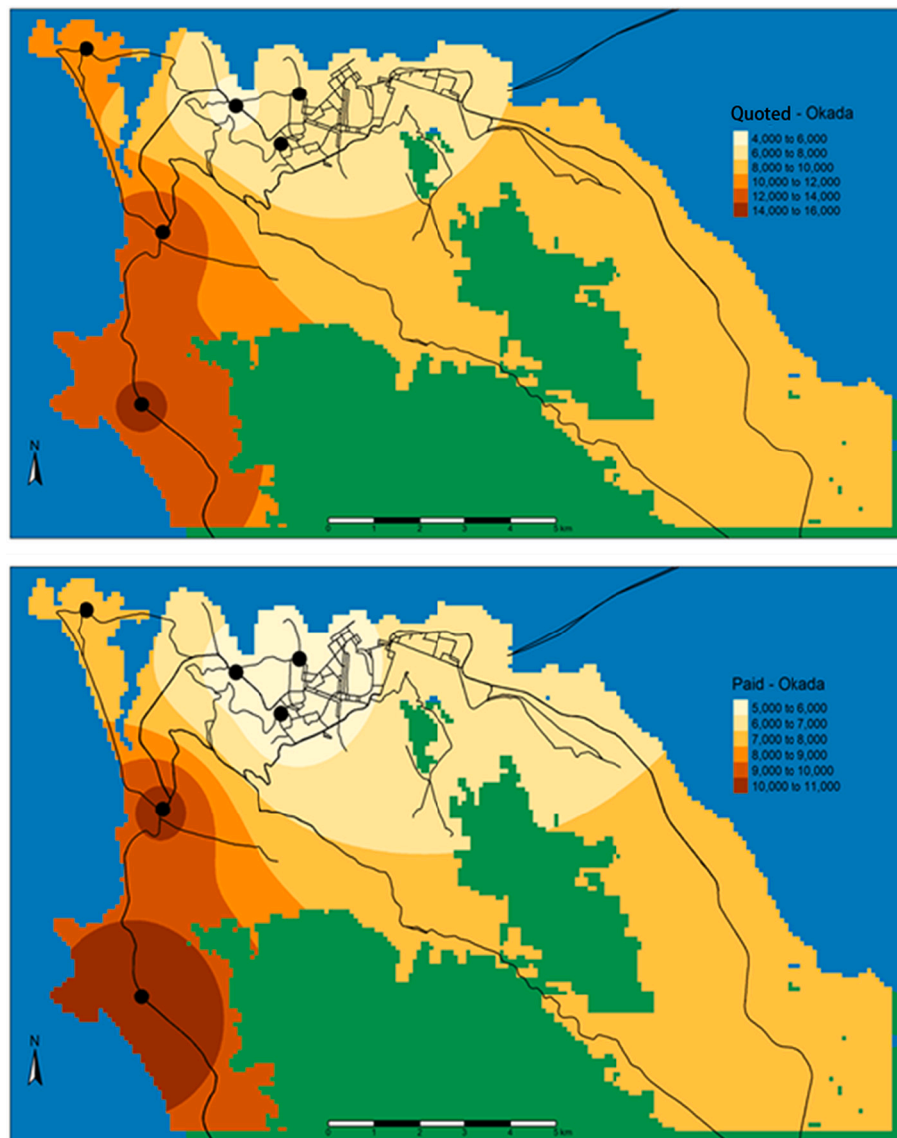 Quoted - Okada
4,000 to 6,000
6,000 to 8,000
8,000 to 10,000
10,000 to 12,000
12,000 to 14,000
14,000 to 16,000
N
0 1 2 3 4 5 km
Paid - Okada
5,000 to 6,000
6,000 to 7,000
7,000 to 8,000
8,000 to 9,000
9,000 to 10,000
10,000 to 11,000
N
0 1 2 3 4 5 km